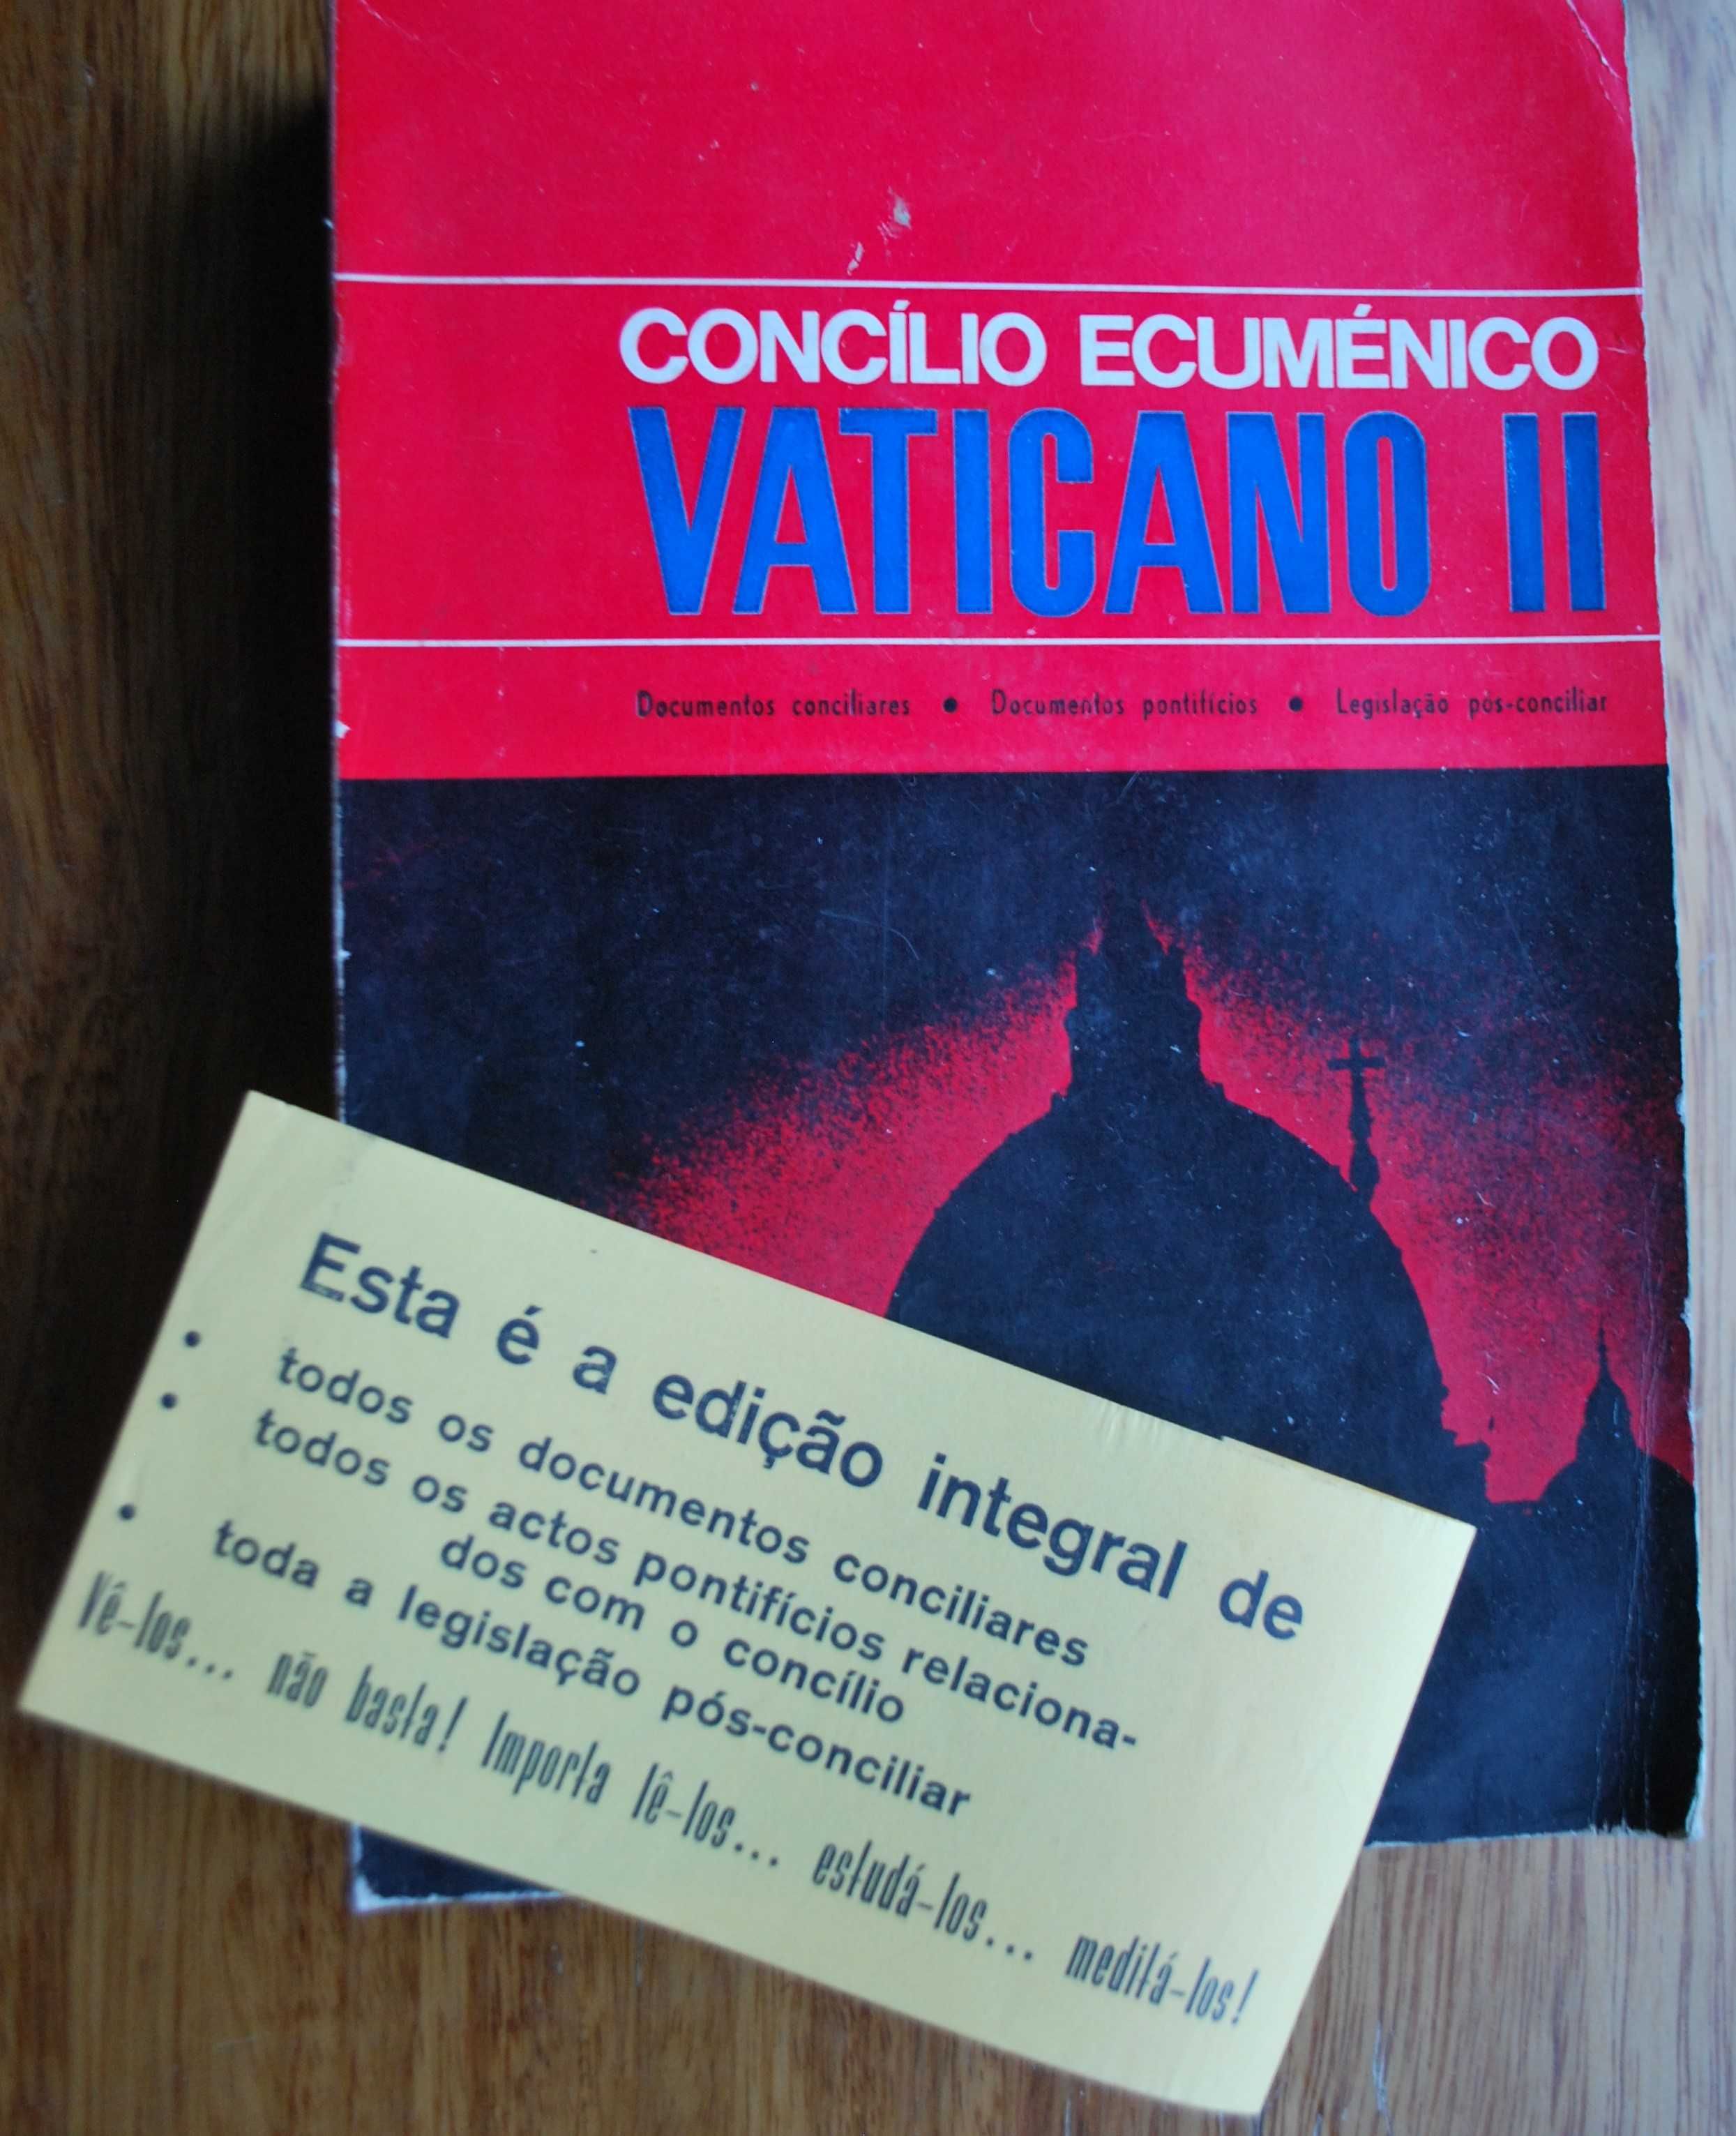 CONCÍLIO ECUMÉNICO
VATICANO II
Documentos conciliares • Documentos pontifícios • Legislação pós-conciliar
Esta é a edição integral de
• todos os documentos conciliares
• todos os actos pontifícios relaciona-
dos com o concílio
• toda a legislação pós-conciliar
Vê-los... não basta! Importa lê-los... estudá-los... meditá-los!